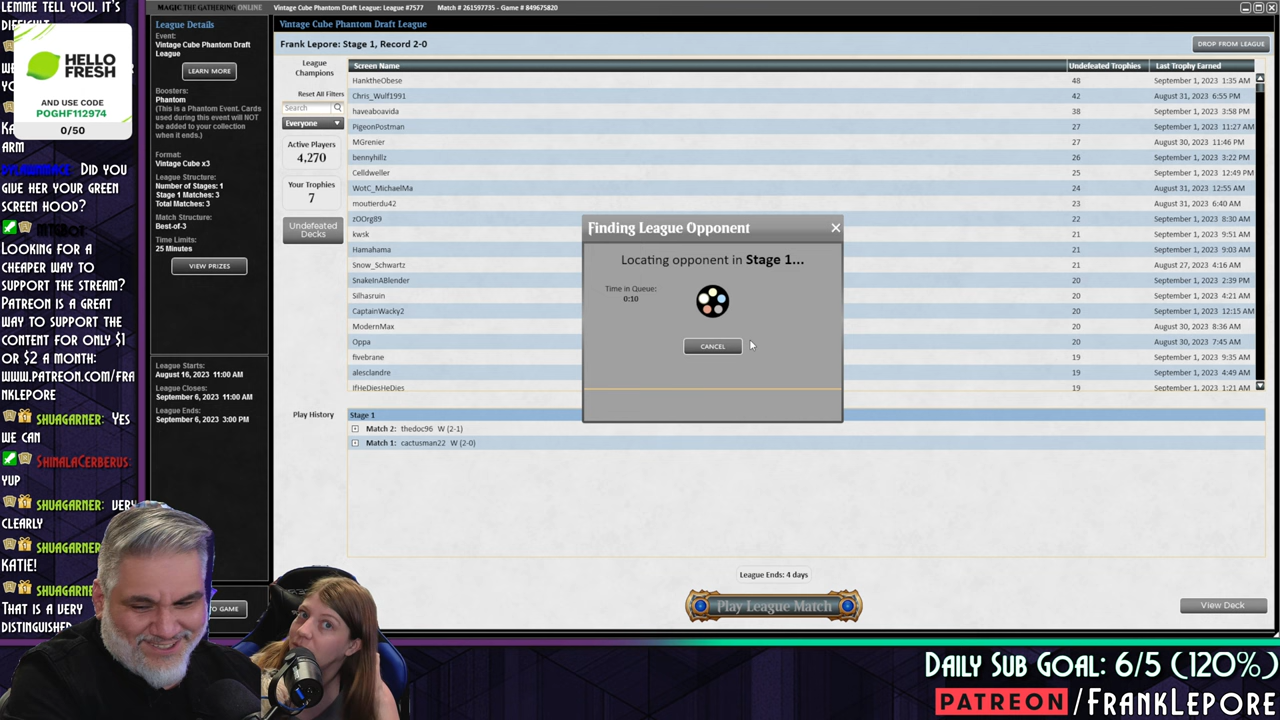 LEMME TELL YOU. IT'S
HELLO
FRESH
AND USE CODE
POGHF112974
0/50
ARM
DID YOU
GIVE HER YOUR GREEN
SCREEN HOOD?
LOOKING FOR A
CHEAPER WAY TO
SUPPORT THE STREAM?
PATREON IS A GREAT
WAY TO SUPPORT THE
CONTENT FOR ONLY $1
OR $2 A MONTH:
WWW.PATREON.COM/FRA
NKLEPORE
SHUAGARNER: YES
WE CAN
SHINALACERBERUS:
YUP
SHUAGARNER: VERY
CLEARLY
SHUAGARNE
KATIE!
SHUAGARNE
THAT IS A VERY
DISTINGUISHED
MAGIC THE GATHERING ONLINE
Vintage Cube Phantom Draft League: League #7577
Match # 261597735 - Game # 849675820
League Details
Event:
Vintage Cube Phantom Draft
League
LEARN MORE
Boosters:
Phantom
(This is a Phantom Event. Cards
used during this event will NOT
be added to your collection
when it ends.)
Format:
Vintage Cube x3
League Structure:
Number of Stages: 1
Stage 1 Matches: 3
Total Matches: 3
Match Structure:
Best-of-3
Time Limits:
25 Minutes
VIEW PRIZES
League Starts:
August 16, 2023 11:00 AM
League Closes:
September 6, 2023 11:00 AM
League Ends:
September 6, 2023 3:00 PM
TO GAME
Vintage Cube Phantom Draft League
Frank Lepore: Stage 1, Record 2-0
DROP FROM LEAGUE
League
Champions
Reset All Filters
Search
Everyone
Active Players
4,270
Your Trophies
7
Undefeated
Decks
Screen Name Undefeated Trophies Last Trophy Earned
HanktheObese 48 September 1, 2023 1:35 AM
Chris_Wulf1991 42 August 31, 2023 6:55 PM
haveaboavida 38 September 1, 2023 3:58 PM
PigeonPostman 27 September 1, 2023 11:27 AM
MGrenier 27 August 30, 2023 11:46 PM
bennyhillz 26 September 1, 2023 3:22 PM
Celldweller 25 September 1, 2023 12:49 PM
WotC_MichaelMa 24 August 31, 2023 12:55 AM
moutierdu42 23 August 31, 2023 6:40 AM
zOOrg89 22 September 1, 2023 8:30 AM
kwsk 21 September 1, 2023 9:51 AM
Hamahama 21 September 1, 2023 9:03 AM
Snow_Schwartz 21 August 27, 2023 4:16 AM
SnakeInABlender 20 September 1, 2023 2:39 PM
Silhasruin 20 September 1, 2023 4:21 AM
CaptainWacky2 20 September 1, 2023 12:15 AM
ModernMax 20 August 30, 2023 8:36 AM
Oppa 20 August 30, 2023 7:45 AM
fivebrane 19 September 1, 2023 9:35 AM
alesclandre 19 September 1, 2023 4:49 AM
IfHeDiesHeDies 19 September 1, 2023 1:21 AM
Finding League Opponent
Locating opponent in Stage 1...
Time in Queue:
0:10
CANCEL
Play History
Stage 1
Match 2: thedoc96 W (2-1)
Match 1: cactusman22 W (2-0)
League Ends: 4 days
Play League Match
View Deck
DAILY SUB GOAL: 6/5 (120%)
PATREON/FRANKLEPORE